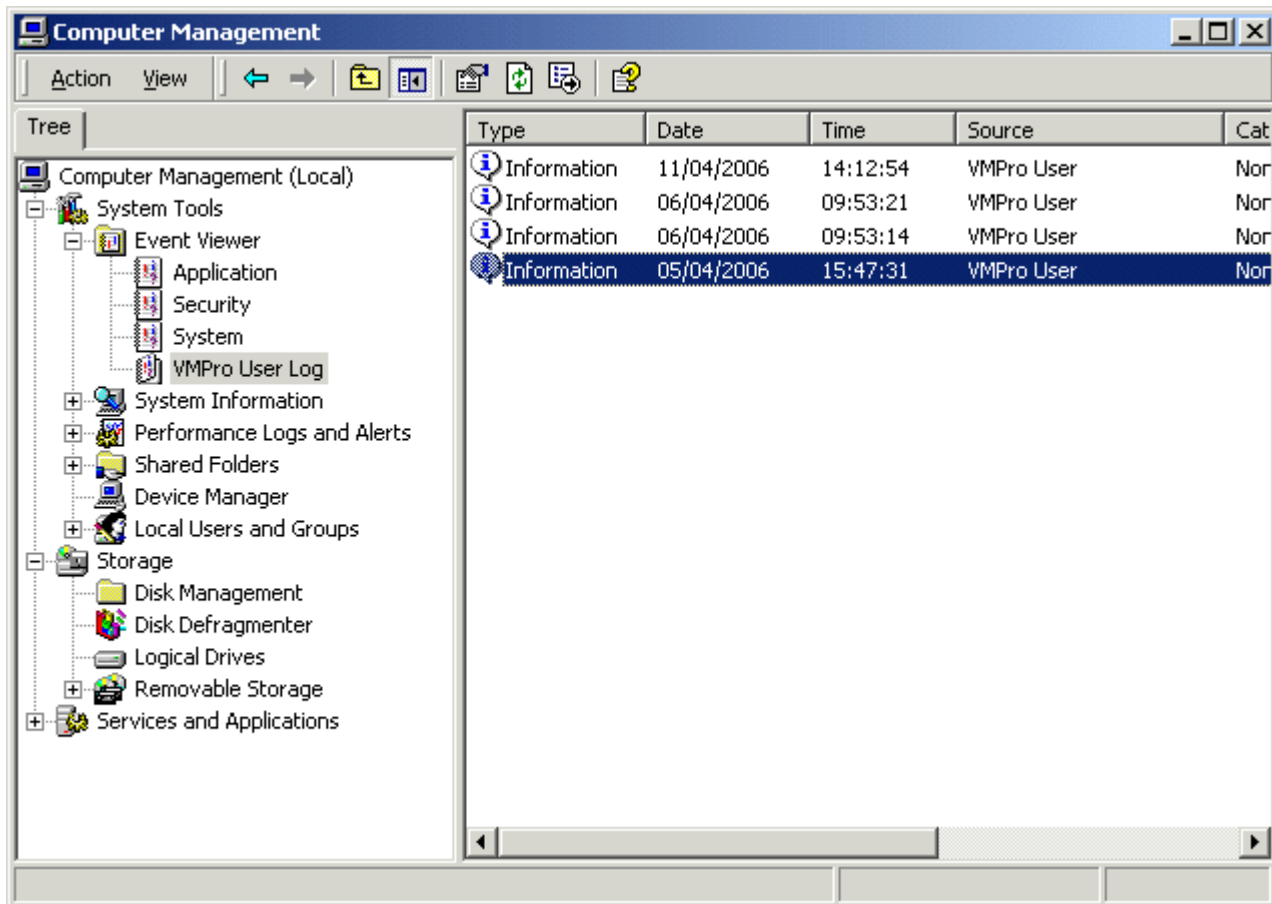 Computer Management
Action View
Tree
Computer Management (Local)
System Tools
Event Viewer
Application
Security
System
VMPro User Log
System Information
Performance Logs and Alerts
Shared Folders
Device Manager
Local Users and Groups
Storage
Disk Management
Disk Defragmenter
Logical Drives
Removable Storage
Services and Applications
Type Date Time Source Cat
Information 11/04/2006 14:12:54 VMPro User Nor
Information 06/04/2006 09:53:21 VMPro User Nor
Information 06/04/2006 09:53:14 VMPro User Nor
Information 05/04/2006 15:47:31 VMPro User Nor